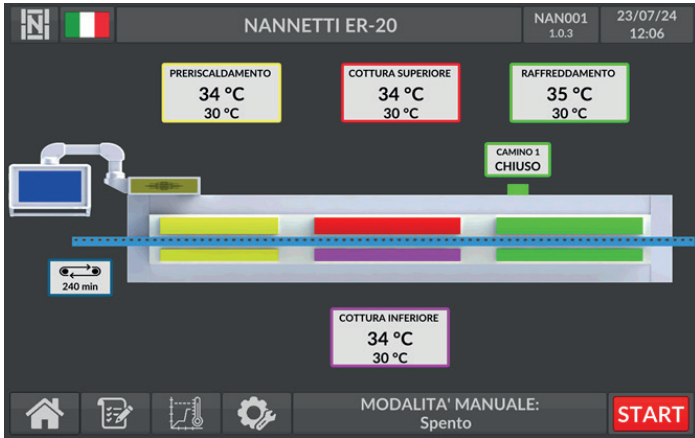 N
NANNETTI ER-20
NAN001
1.0.3
23/07/24
12:06
PRERISCALDAMENTO
34 °C
30 °C
COTTURA SUPERIORE
34 °C
30 °C
RAFFREDDAMENTO
35 °C
30 °C
CAMINO 1
CHIUSO
240 min
COTTURA INFERIORE
34 °C
30 °C
MODALITA' MANUALE:
Spento
START